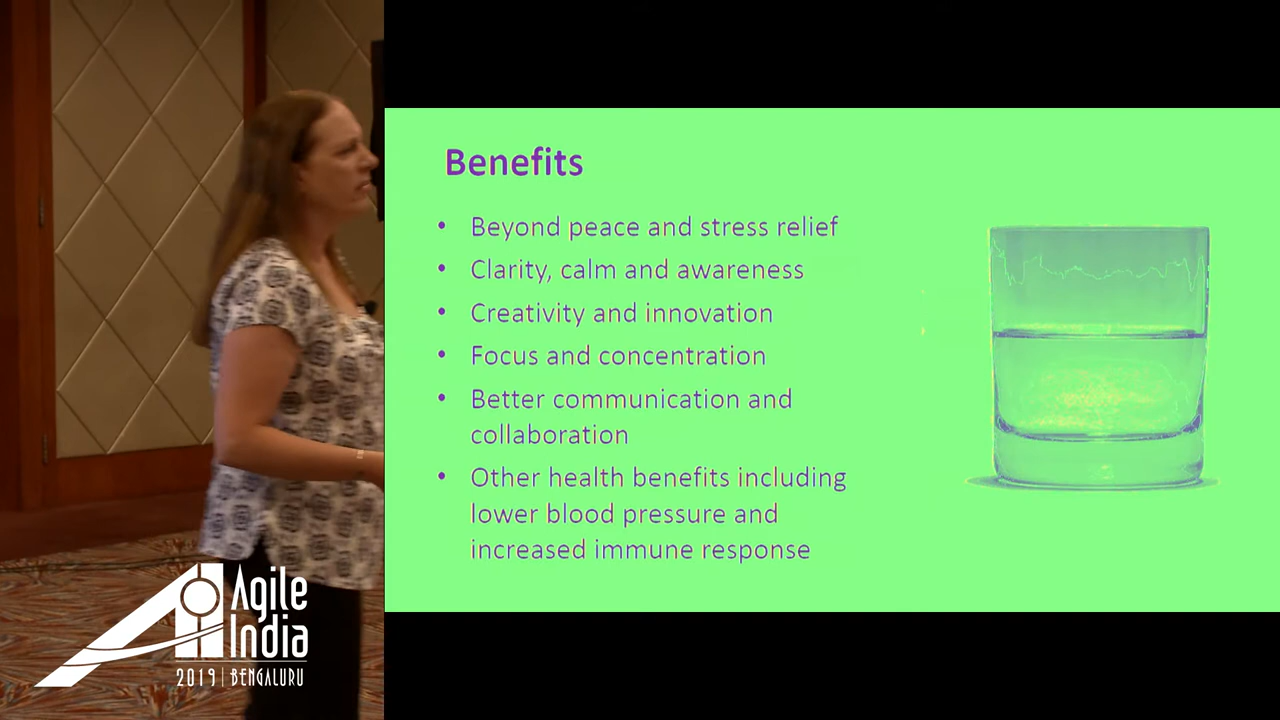 Benefits
• Beyond peace and stress relief
• Clarity, calm and awareness
• Creativity and innovation
• Focus and concentration
• Better communication and
collaboration
• Other health benefits including
lower blood pressure and
increased immune response
Agile
India
2019 | BENGALURU